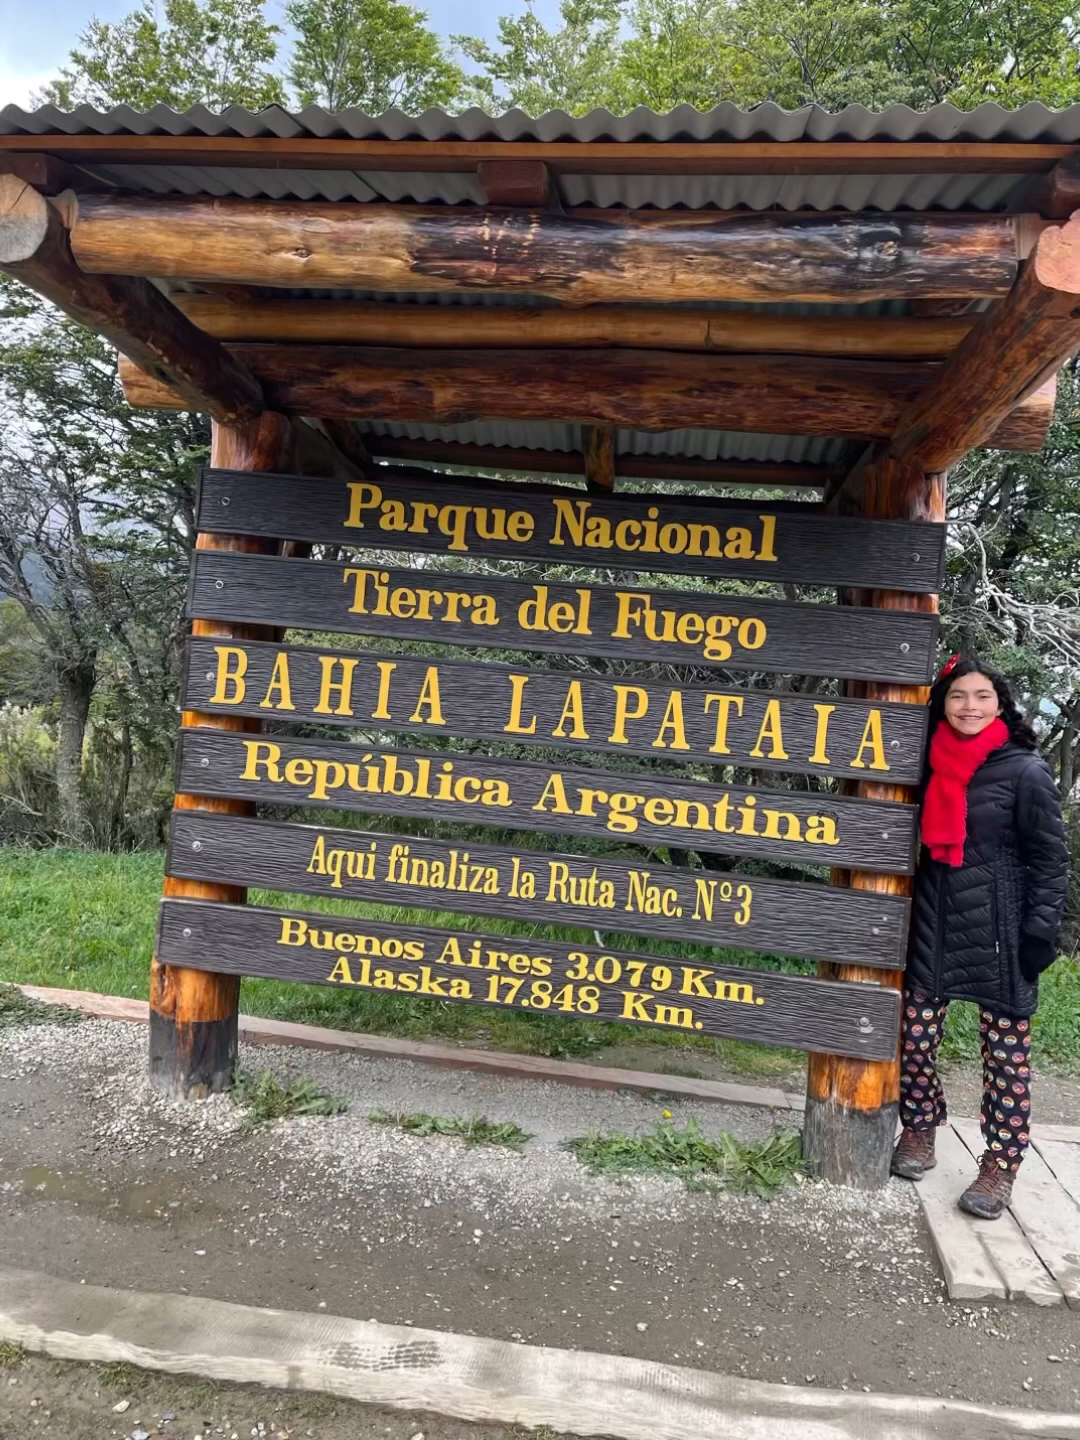 Parque Nacional
Tierra del Fuego
BAHIA LAPATAIA
República Argentina
Aqui finaliza la Ruta Nac. Nº3
Buenos Aires 3.079 Km.
Alaska 17.848 Km.